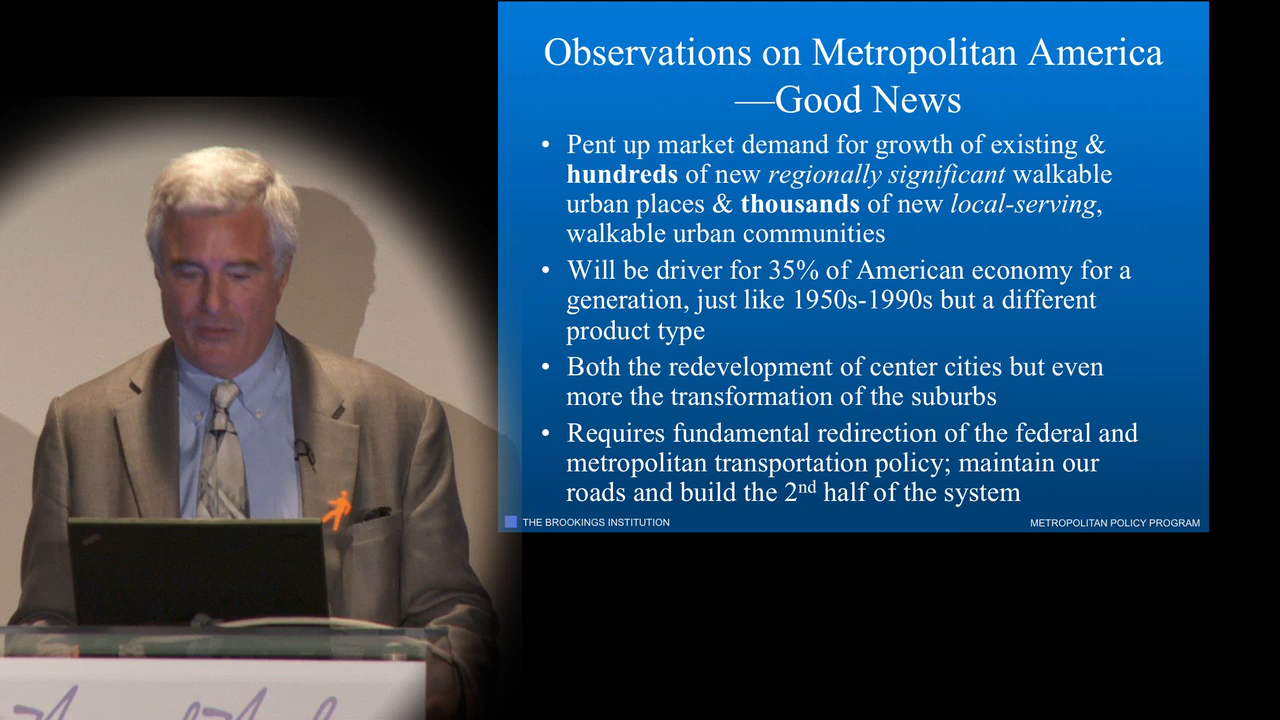 Observations on Metropolitan America
—Good News
• Pent up market demand for growth of existing &
hundreds of new regionally significant walkable
urban places & thousands of new local-serving,
walkable urban communities
• Will be driver for 35% of American economy for a
generation, just like 1950s-1990s but a different
product type
• Both the redevelopment of center cities but even
more the transformation of the suburbs
• Requires fundamental redirection of the federal and
metropolitan transportation policy; maintain our
roads and build the 2nd half of the system
THE BROOKINGS INSTITUTION
METROPOLITAN POLICY PROGRAM